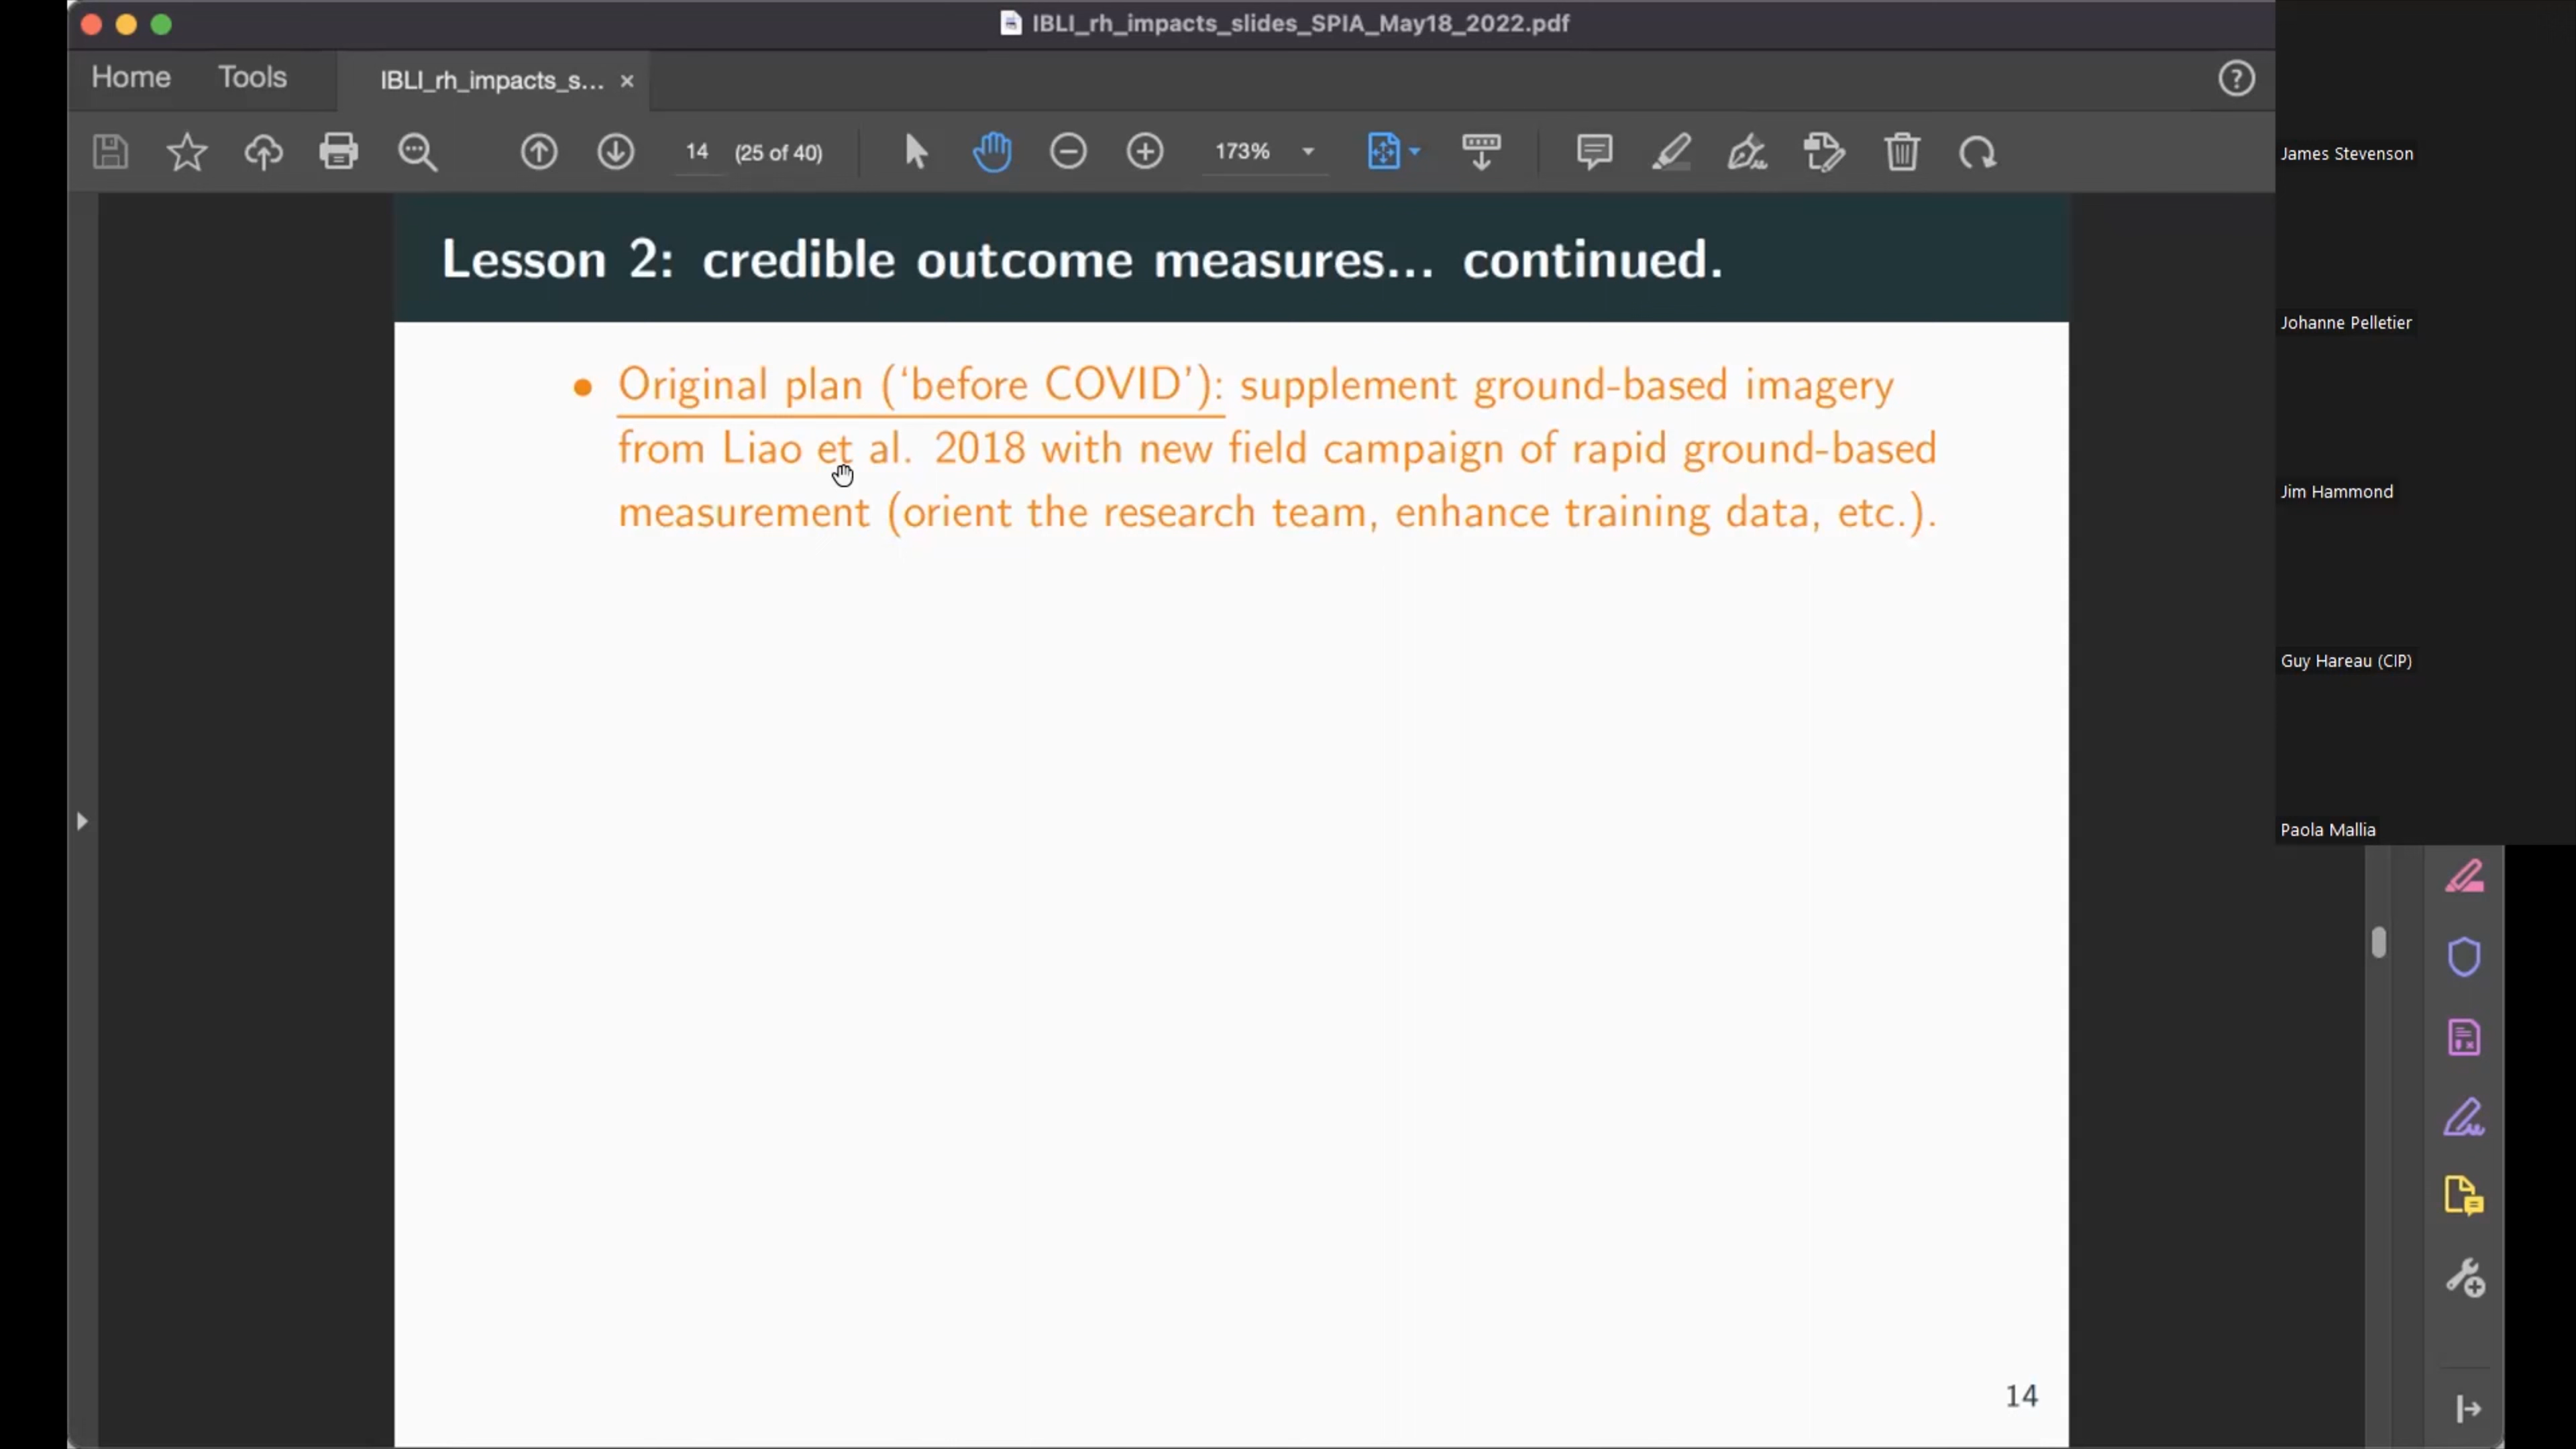 IBLI_rh_impacts_slides_SPIA_May18_2022.pdf
Home Tools IBLI_rh_impacts_s... ×
14 (25 of 40) 173%
Lesson 2: credible outcome measures... continued.
• Original plan (‘before COVID’): supplement ground-based imagery
from Liao et al. 2018 with new field campaign of rapid ground-based
measurement (orient the research team, enhance training data, etc.).
14
James Stevenson
Johanne Pelletier
Jim Hammond
Guy Hareau (CIP)
Paola Mallia